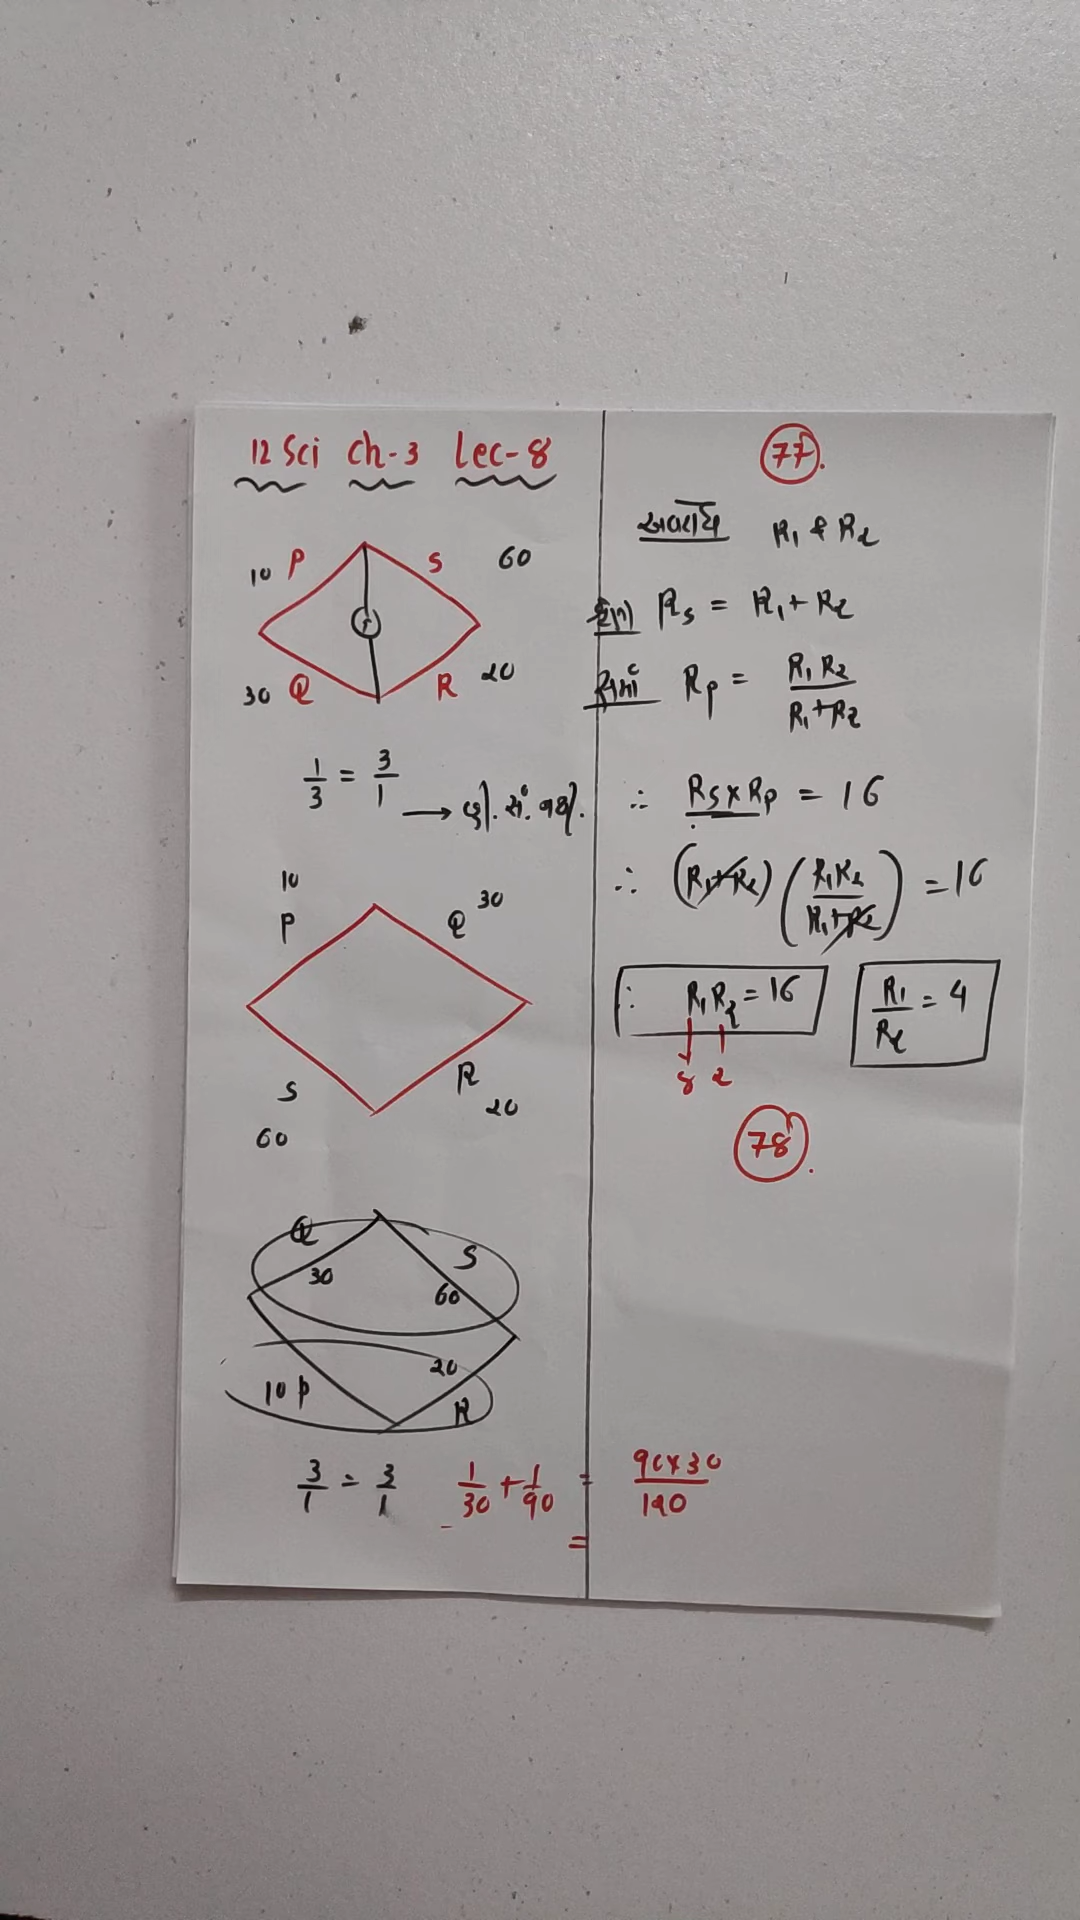 12 Sci Ch-3 Lec-8
10 P S 60
30 Q R 20
1/3 = 3/1
10 P Q 30
S R
60 20
Q S
30 60
20
10 P R
3/1 = 3/1 1/30 + 1/90 = 90×30/120
=
77.
R₁ & R₂
Rs = R₁ + R₂
Rp = R₁R₂/R₁+R₂
∴ Rs×Rp = 16
∴ (R₁+R₂) (R₁R₂/R₁+R₂) = 16
∴ R₁R₂ = 16 R₁/R₂ = 4
8 2
78.